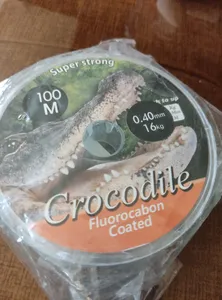 Super strong
100
M
0.40mm
16kg
Crocodile
Fluorocabon
Coated